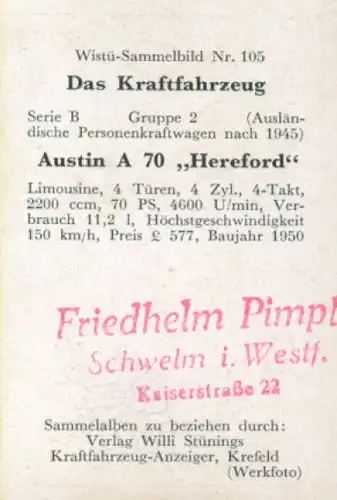 Wistü-Sammelbild Nr. 105
Das Kraftfahrzeug
Serie B Gruppe 2 (Auslän-
dische Personenkraftwagen nach 1945)
Austin A 70 „Hereford“
Limousine, 4 Türen, 4 Zyl., 4-Takt,
2200 ccm, 70 PS, 4600 U/min, Ver-
brauch 11,2 l, Höchstgeschwindigkeit
150 km/h, Preis £ 577, Baujahr 1950
Friedhelm
Schwelm i. Westf.
Kaiserstraße 22
Sammelalben zu beziehen durch:
Verlag Willi Stünings
Kraftfahrzeug-Anzeiger, Krefeld
(Werkfoto)